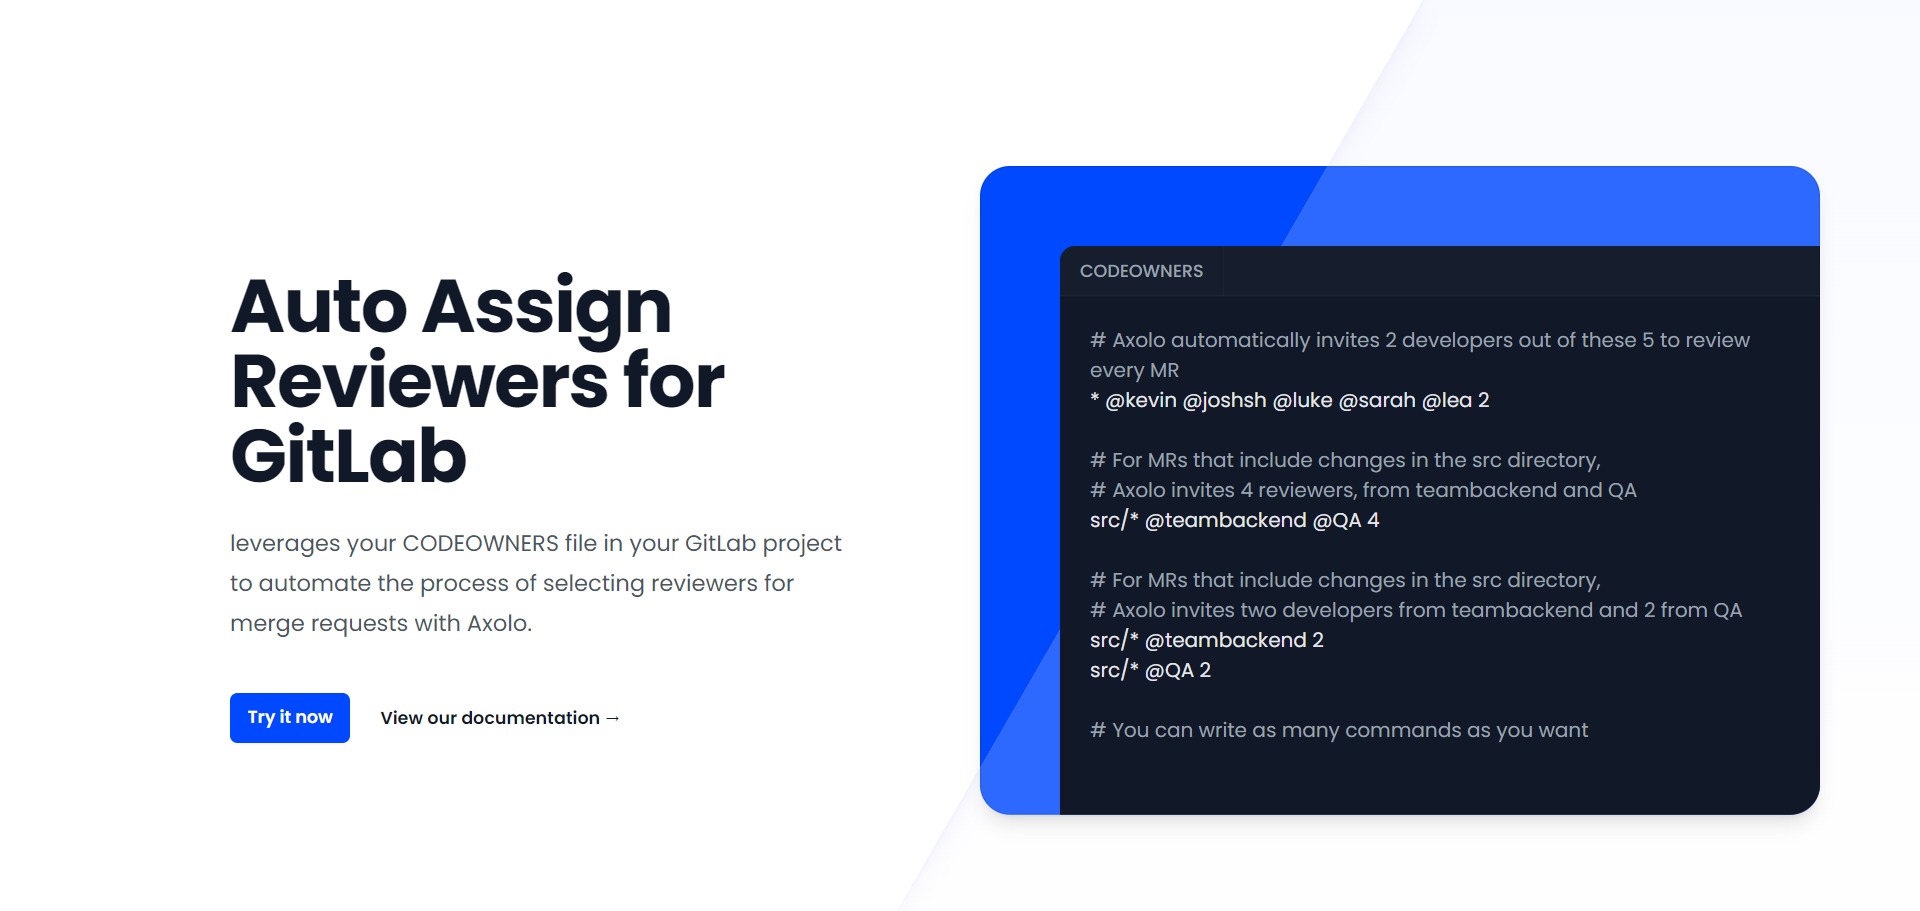 Auto Assign
Reviewers for
GitLab
leverages your CODEOWNERS file in your GitLab project
to automate the process of selecting reviewers for
merge requests with Axolo.
Try it now
View our documentation →
CODEOWNERS
# Axolo automatically invites 2 developers out of these 5 to review
every MR
* @kevin @joshsh @luke @sarah @lea 2
# For MRs that include changes in the src directory,
# Axolo invites 4 reviewers, from teambackend and QA
src/* @teambackend @QA 4
# For MRs that include changes in the src directory,
# Axolo invites two developers from teambackend and 2 from QA
src/* @teambackend 2
src/* @QA 2
# You can write as many commands as you want